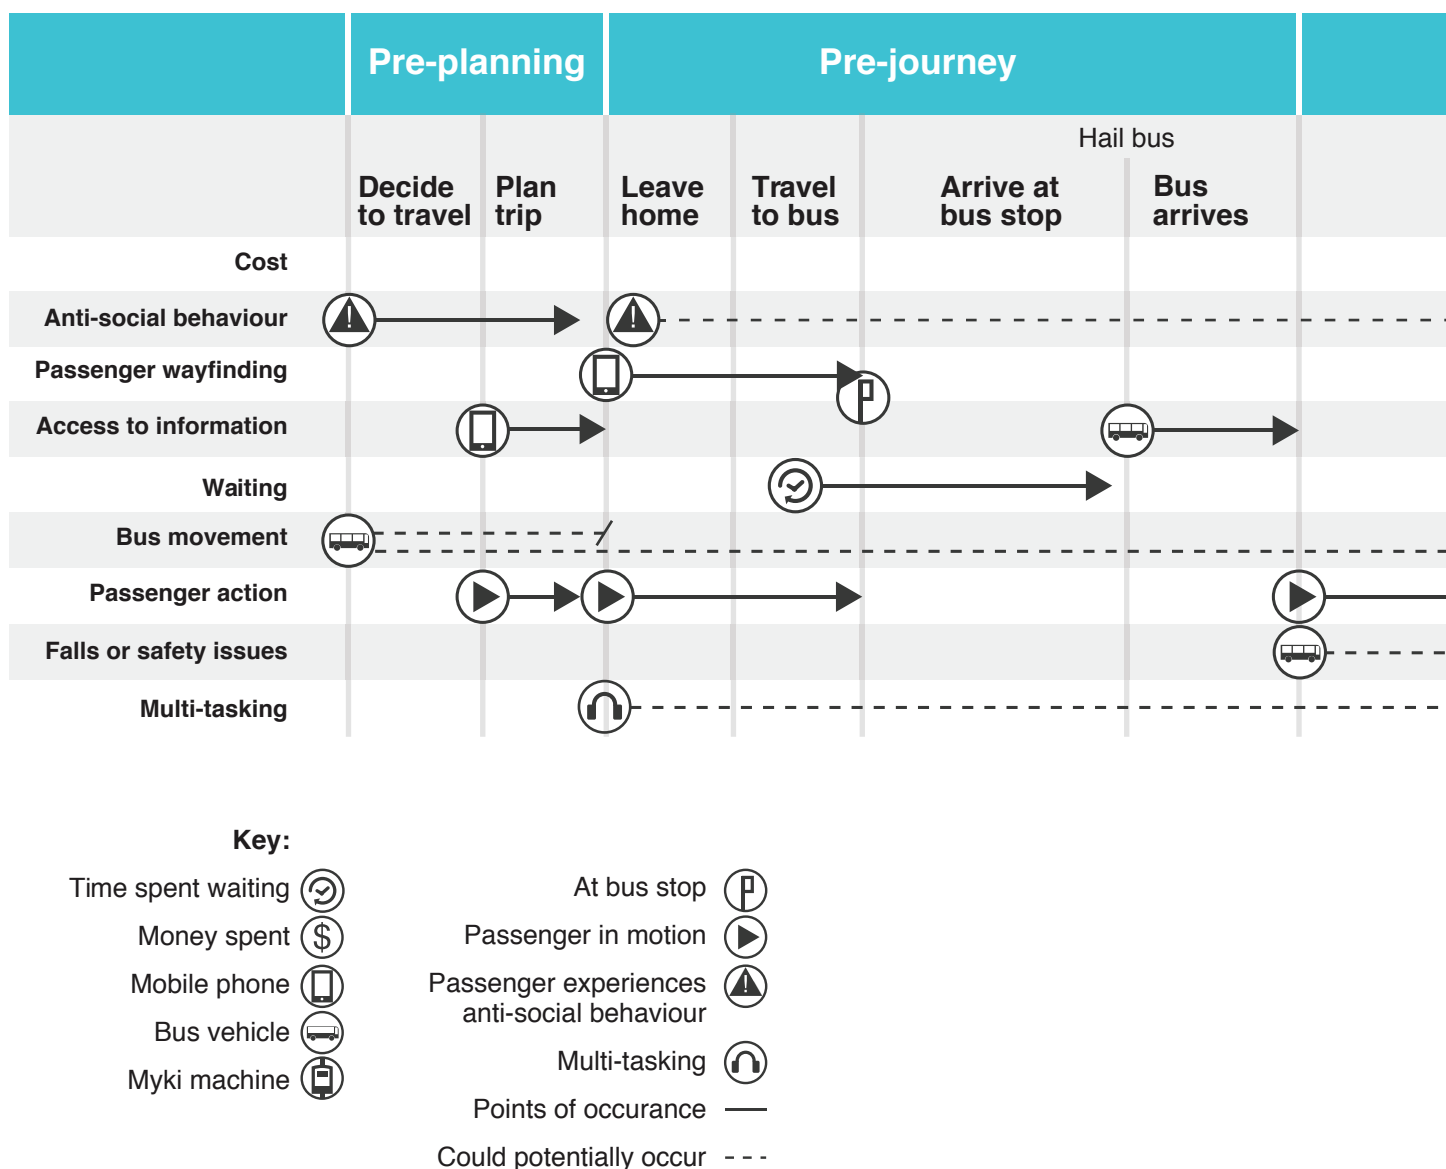 Pre-planning
Pre-journey
Hail bus
Decide
to travel
Plan
trip
Leave
home
Travel
to bus
Arrive at
bus stop
Bus
arrives
Cost
Anti-social behaviour
Passenger wayfinding
Access to information
Waiting
Bus movement
Passenger action
Falls or safety issues
Multi-tasking
Key:
Time spent waiting
Money spent $
Mobile phone
Bus vehicle
Myki machine
At bus stop
Passenger in motion
Passenger experiences
anti-social behaviour
Multi-tasking
Points of occurance
Could potentially occur